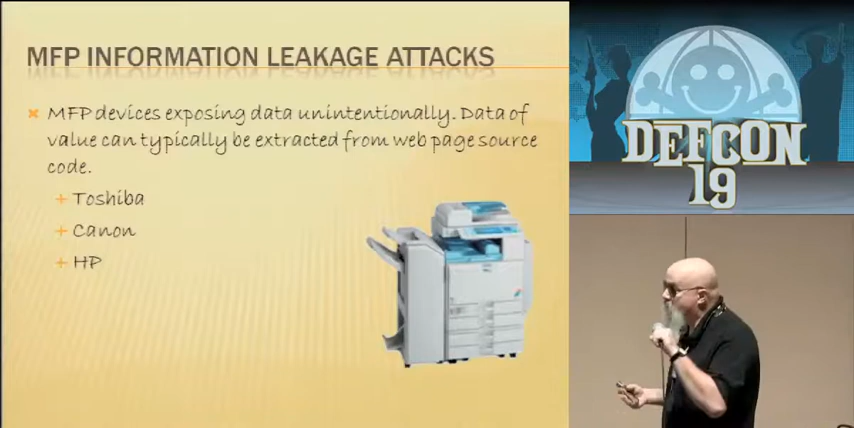 MFP INFORMATION LEAKAGE ATTACKS
MFP devices exposing data unintentionally. Data of
value can typically be extracted from web page source
code.
+ Toshiba
+ Canon
+ HP
DEFCON
19